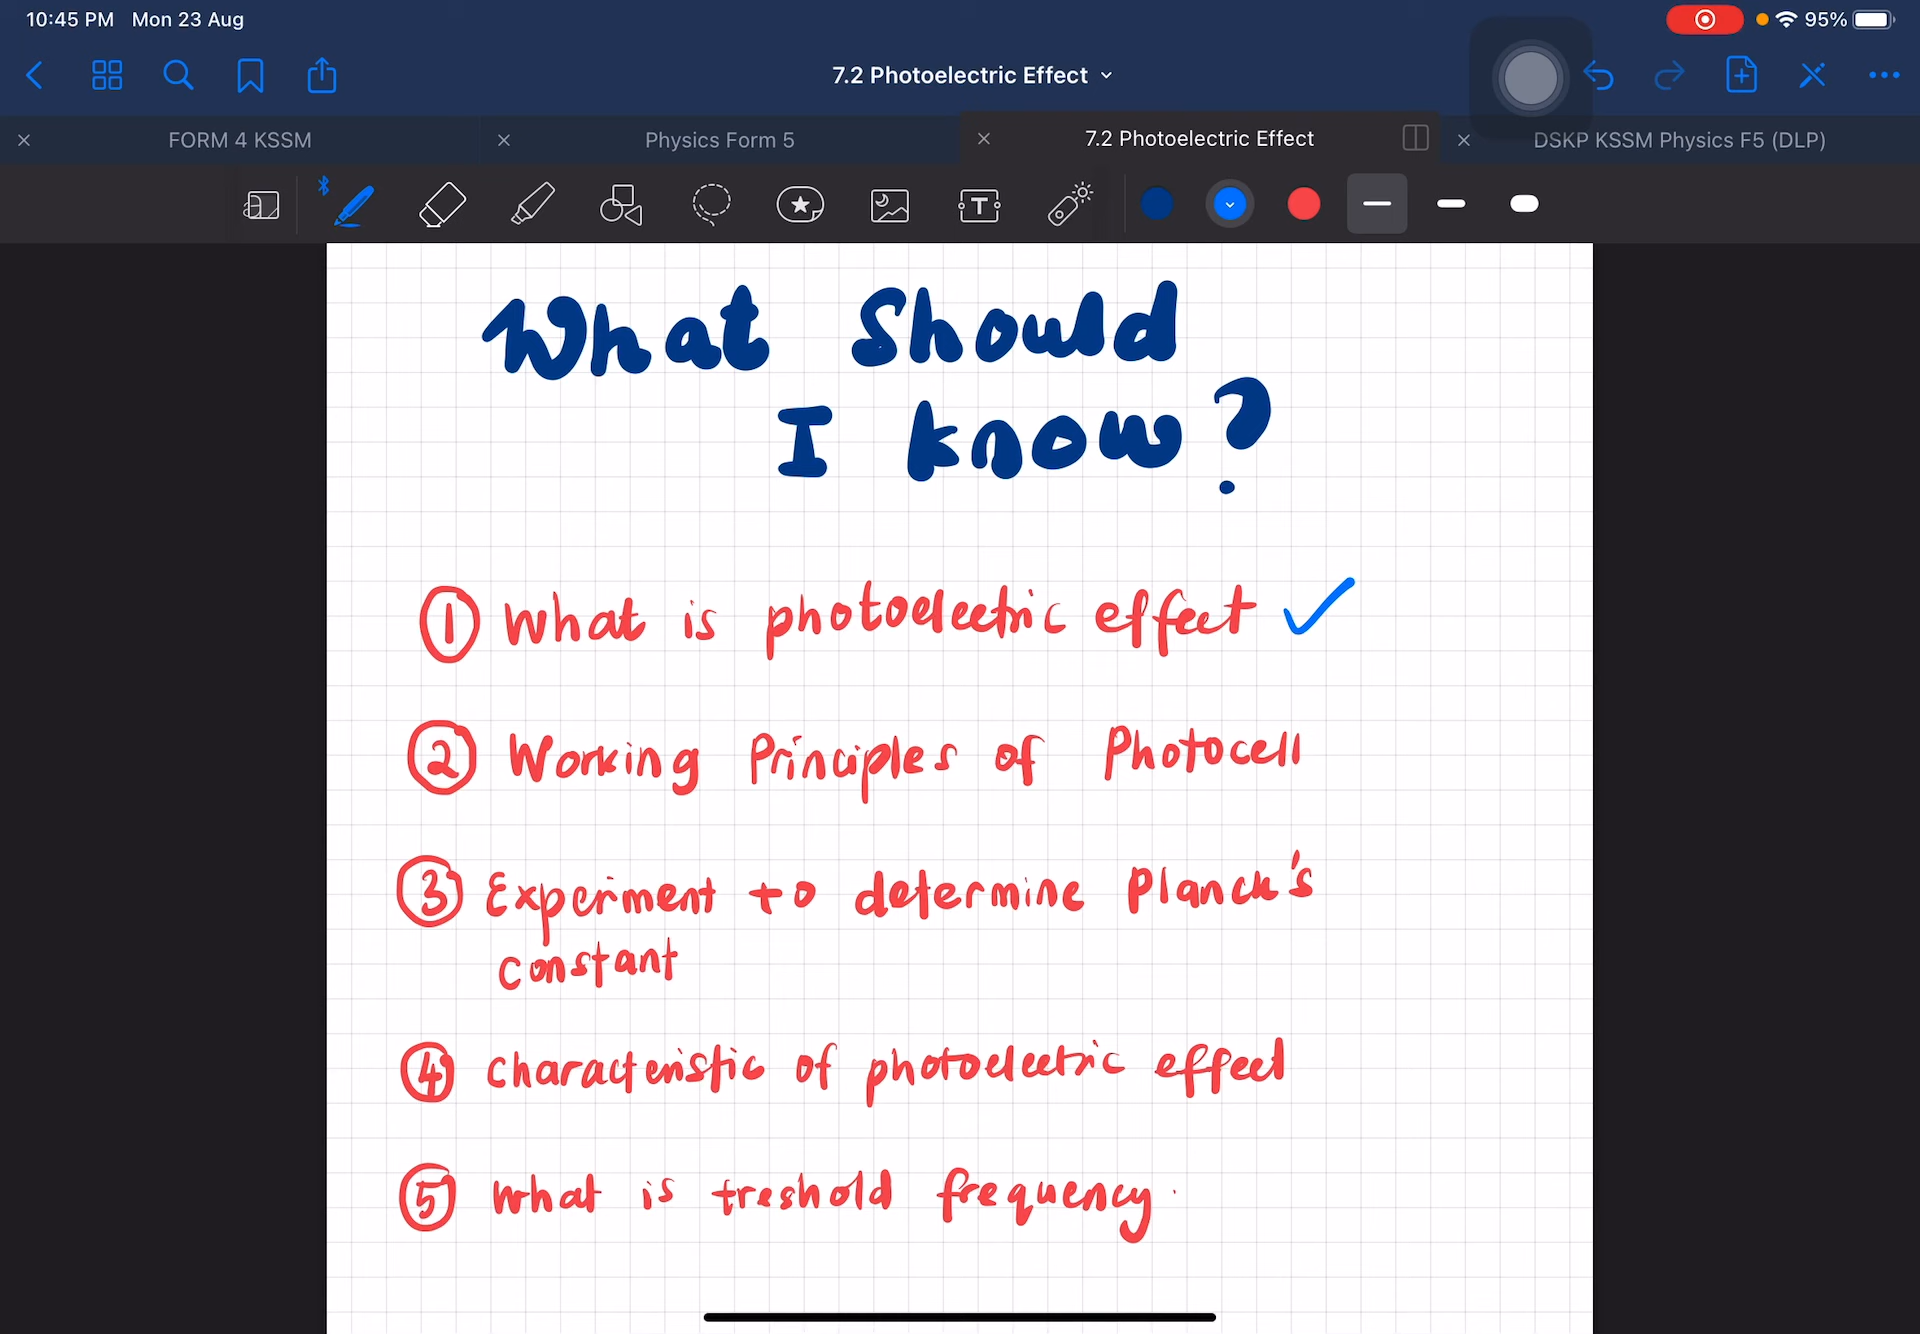 10:45 PM Mon 23 Aug 95%
7.2 Photoelectric Effect
FORM 4 KSSM Physics Form 5 7.2 Photoelectric Effect DSKP KSSM Physics F5 (DLP)
What Should
I know?
① What is photoelectric effect ✓
② Working Principles of Photocell
③ Experiment to determine Planck's
constant
④ Characteristic of photoelectric effect
⑤ What is treshold frequency.